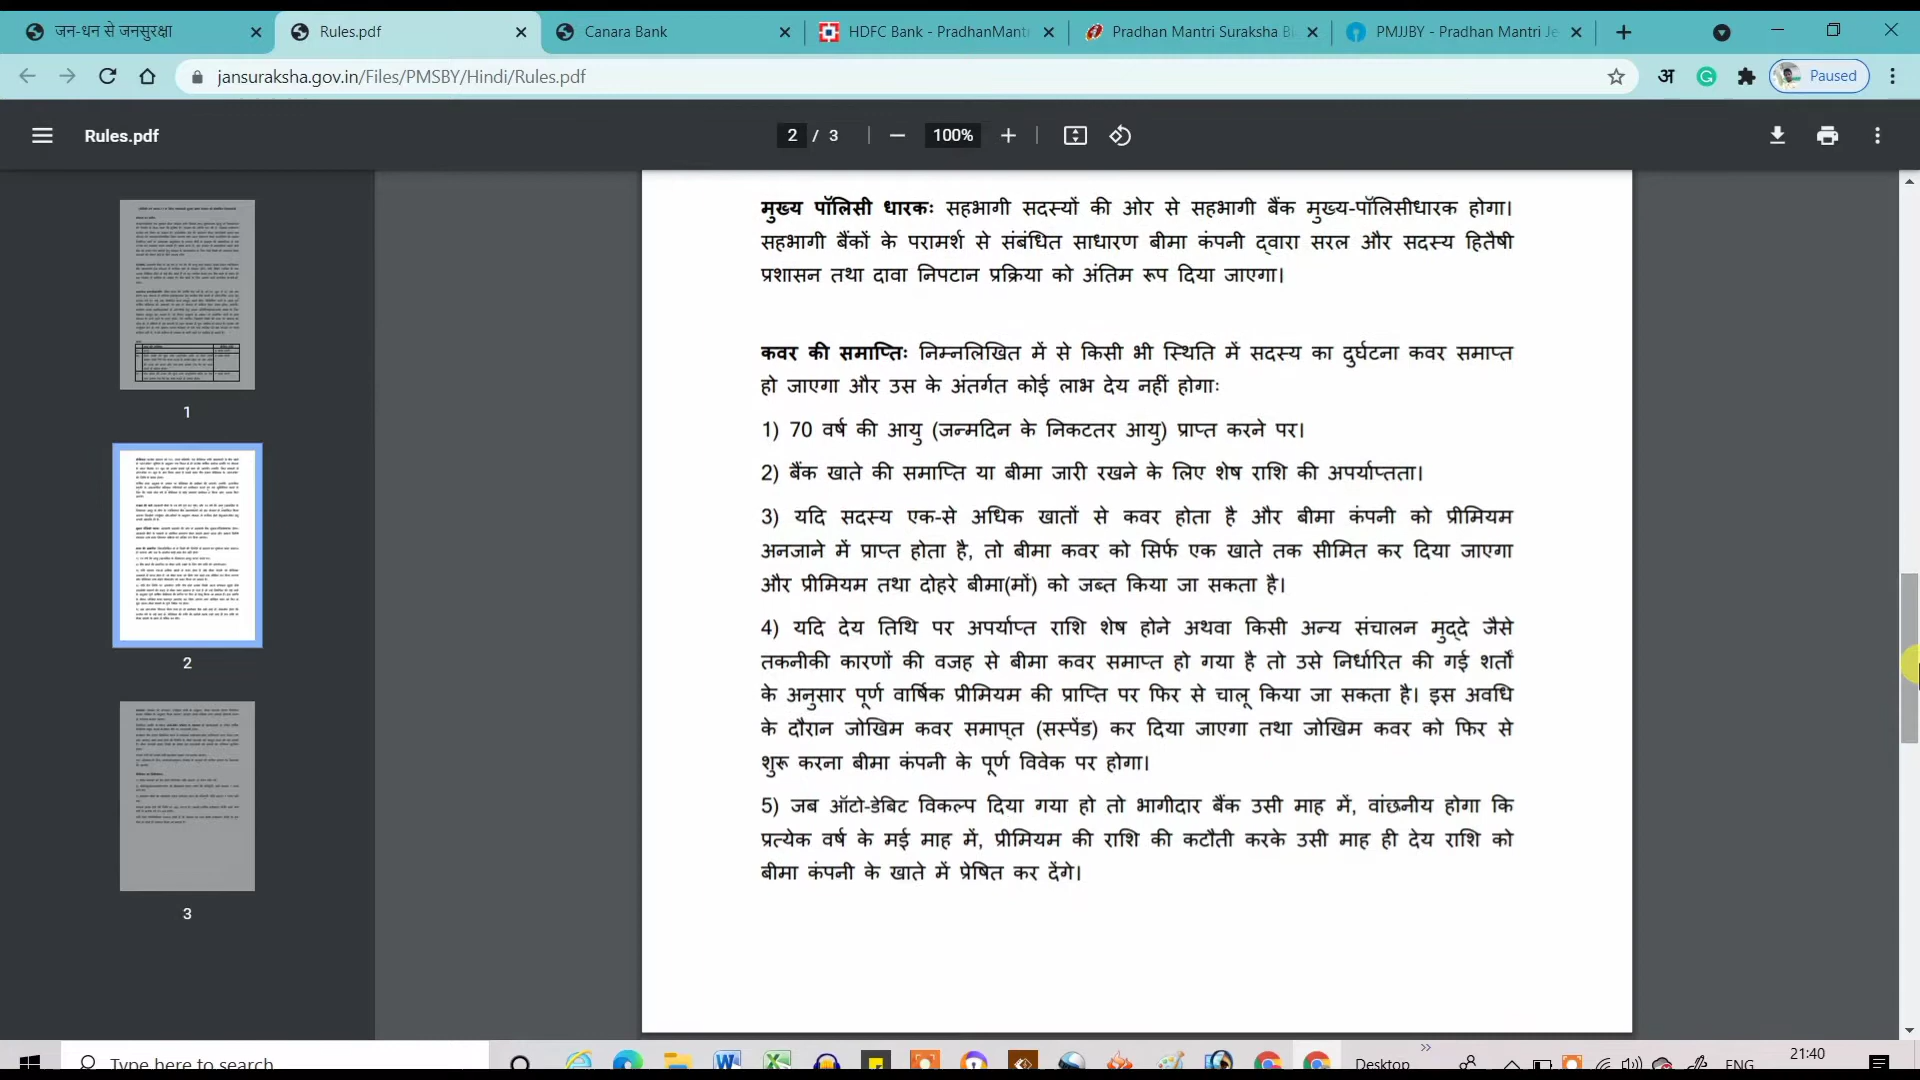 जन-धन से जनसुरक्षा
Rules.pdf
Canara Bank
HDFC Bank - PradhanMant
Pradhan Mantri Suraksha B
PMJJBY - Pradhan Mantri Je
jansuraksha.gov.in/Files/PMSBY/Hindi/Rules.pdf
अ
G
Paused
Rules.pdf
2 / 3
100%
मुख्य पॉलिसी धारकः सहभागी सदस्यों की ओर से सहभागी बैंक मुख्य-पॉलिसीधारक होगा।
सहभागी बैंकों के परामर्श से संबंधित साधारण बीमा कंपनी द्वारा सरल और सदस्य हितैषी
प्रशासन तथा दावा निपटान प्रक्रिया को अंतिम रूप दिया जाएगा।
कवर की समाप्तिः निम्नलिखित में से किसी भी स्थिति में सदस्य का दुर्घटना कवर समाप्त
हो जाएगा और उस के अंतर्गत कोई लाभ देय नहीं होगाः
1) 70 वर्ष की आयु (जन्मदिन के निकटतर आयु) प्राप्त करने पर।
2) बैंक खाते की समाप्ति या बीमा जारी रखने के लिए शेष राशि की अपर्याप्तता।
3) यदि सदस्य एक-से अधिक खातों से कवर होता है और बीमा कंपनी को प्रीमियम
अनजाने में प्राप्त होता है, तो बीमा कवर को सिर्फ एक खाते तक सीमित कर दिया जाएगा
और प्रीमियम तथा दोहरे बीमा(मों) को जब्त किया जा सकता है।
4) यदि देय तिथि पर अपर्याप्त राशि शेष होने अथवा किसी अन्य संचालन मुद्दे जैसे
तकनीकी कारणों की वजह से बीमा कवर समाप्त हो गया है तो उसे निर्धारित की गई शर्तों
के अनुसार पूर्ण वार्षिक प्रीमियम की प्राप्ति पर फिर से चालू किया जा सकता है। इस अवधि
के दौरान जोखिम कवर समाप्त (सस्पेंड) कर दिया जाएगा तथा जोखिम कवर को फिर से
शुरू करना बीमा कंपनी के पूर्ण विवेक पर होगा।
5) जब ऑटो-डेबिट विकल्प दिया गया हो तो भागीदार बैंक उसी माह में, वांछनीय होगा कि
प्रत्येक वर्ष के मई माह में, प्रीमियम की राशि की कटौती करके उसी माह ही देय राशि को
बीमा कंपनी के खाते में प्रेषित कर देंगे।
1
2
3
Type here to search
Desktop
ENG
21:40